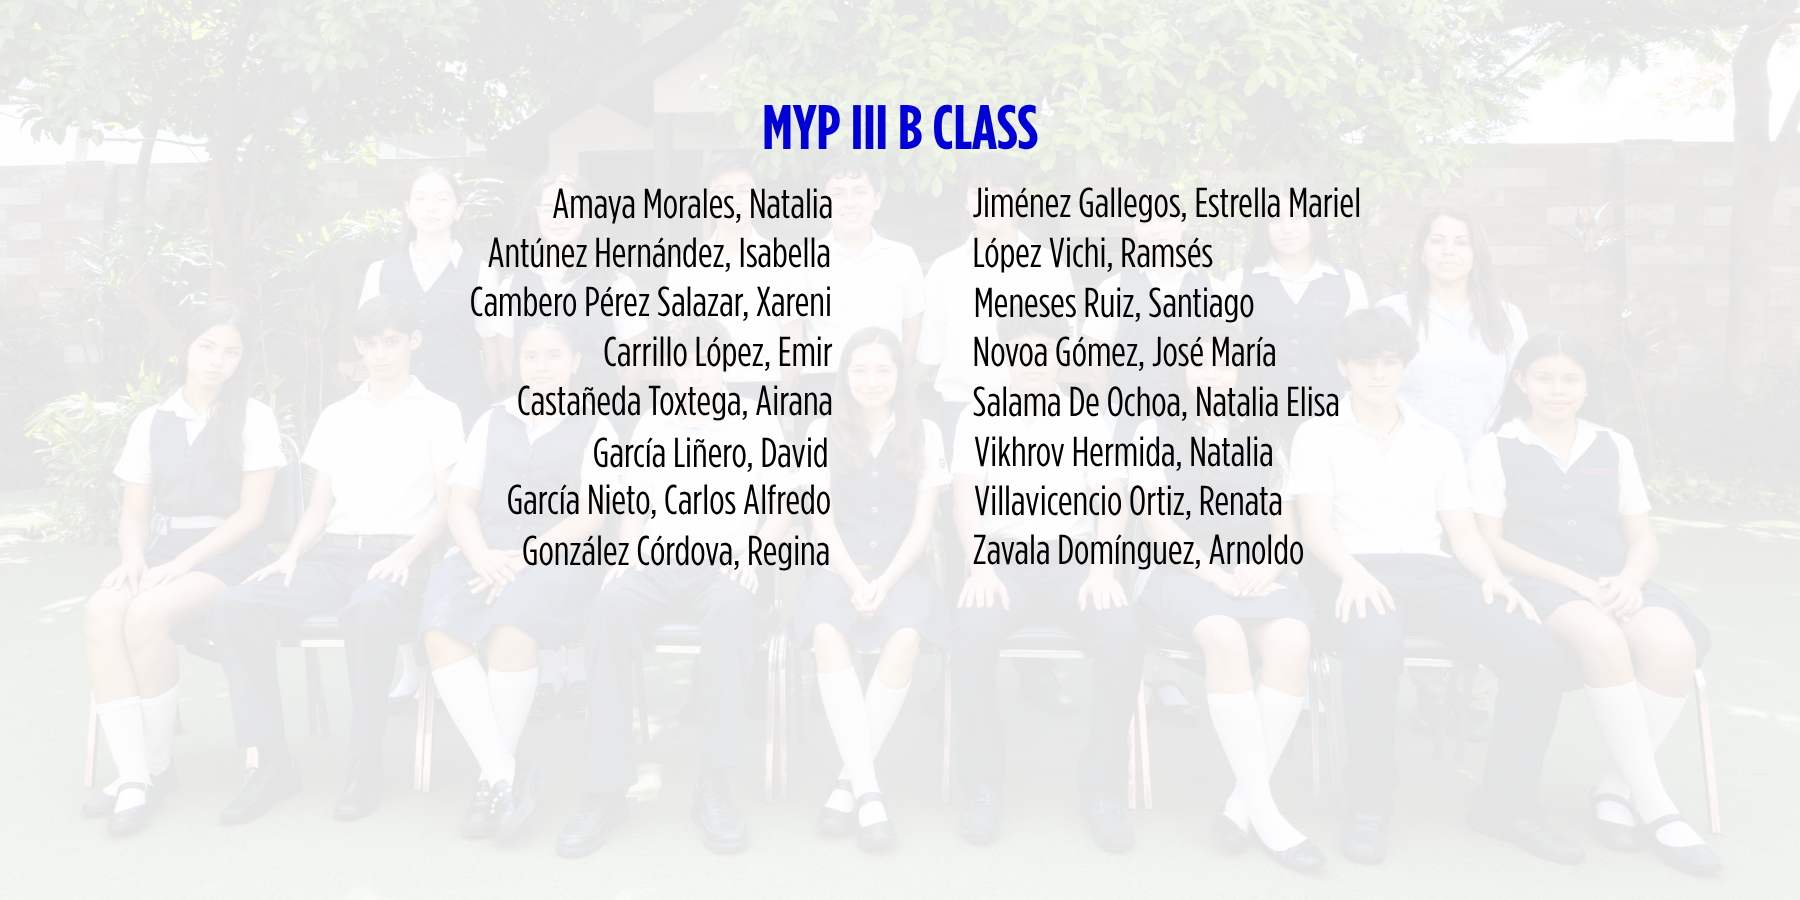 MYP III B CLASS
Amaya Morales, Natalia
Antúnez Hernández, Isabella
Cambero Pérez Salazar, Xareni
Carrillo López, Emir
Castañeda Toxtega, Airana
García Liñero, David
García Nieto, Carlos Alfredo
González Córdova, Regina
Jiménez Gallegos, Estrella Mariel
López Vichi, Ramsés
Meneses Ruiz, Santiago
Novoa Gómez, José María
Salama De Ochoa, Natalia Elisa
Vikhrov Hermida, Natalia
Villavicencio Ortiz, Renata
Zavala Domínguez, Arnoldo